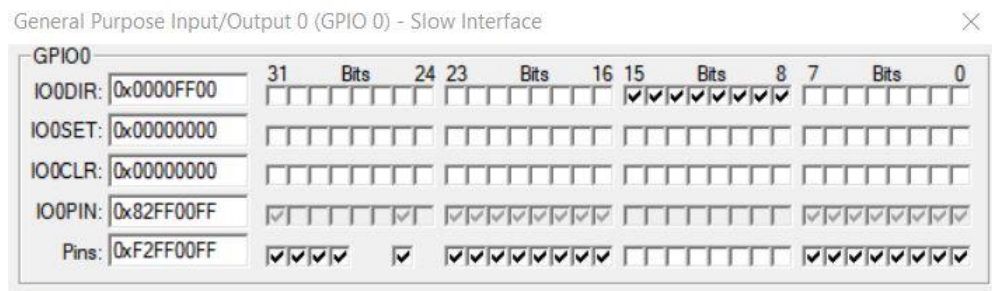 General Purpose Input/Output 0 (GPIO 0) - Slow Interface
GPIO0
31 Bits 24 23 Bits 16 15 Bits 8 7 Bits 0
IO0DIR: 0x0000FF00
IO0SET: 0x00000000
IO0CLR: 0x00000000
IO0PIN: 0x82FF00FF
Pins: 0xF2FF00FF